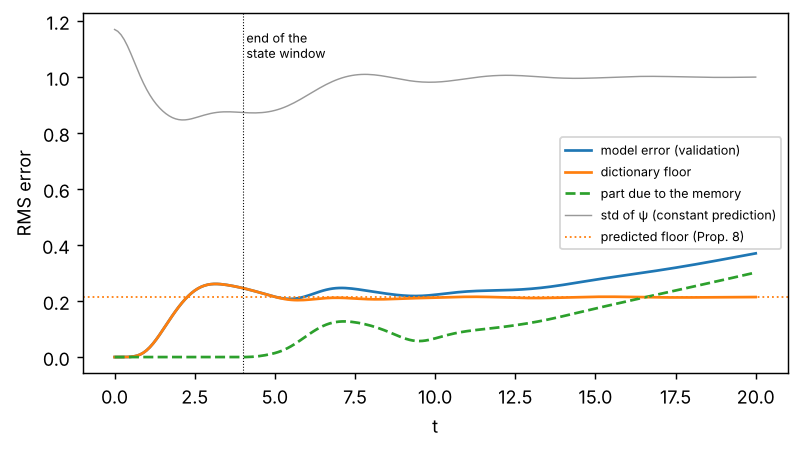 1.2
1.0
0.8
0.6
0.4
0.2
0.0
RMS error
end of the
state window
model error (validation)
dictionary floor
part due to the memory
std of ψ (constant prediction)
predicted floor (Prop. 8)
0.0 2.5 5.0 7.5 10.0 12.5 15.0 17.5 20.0
t